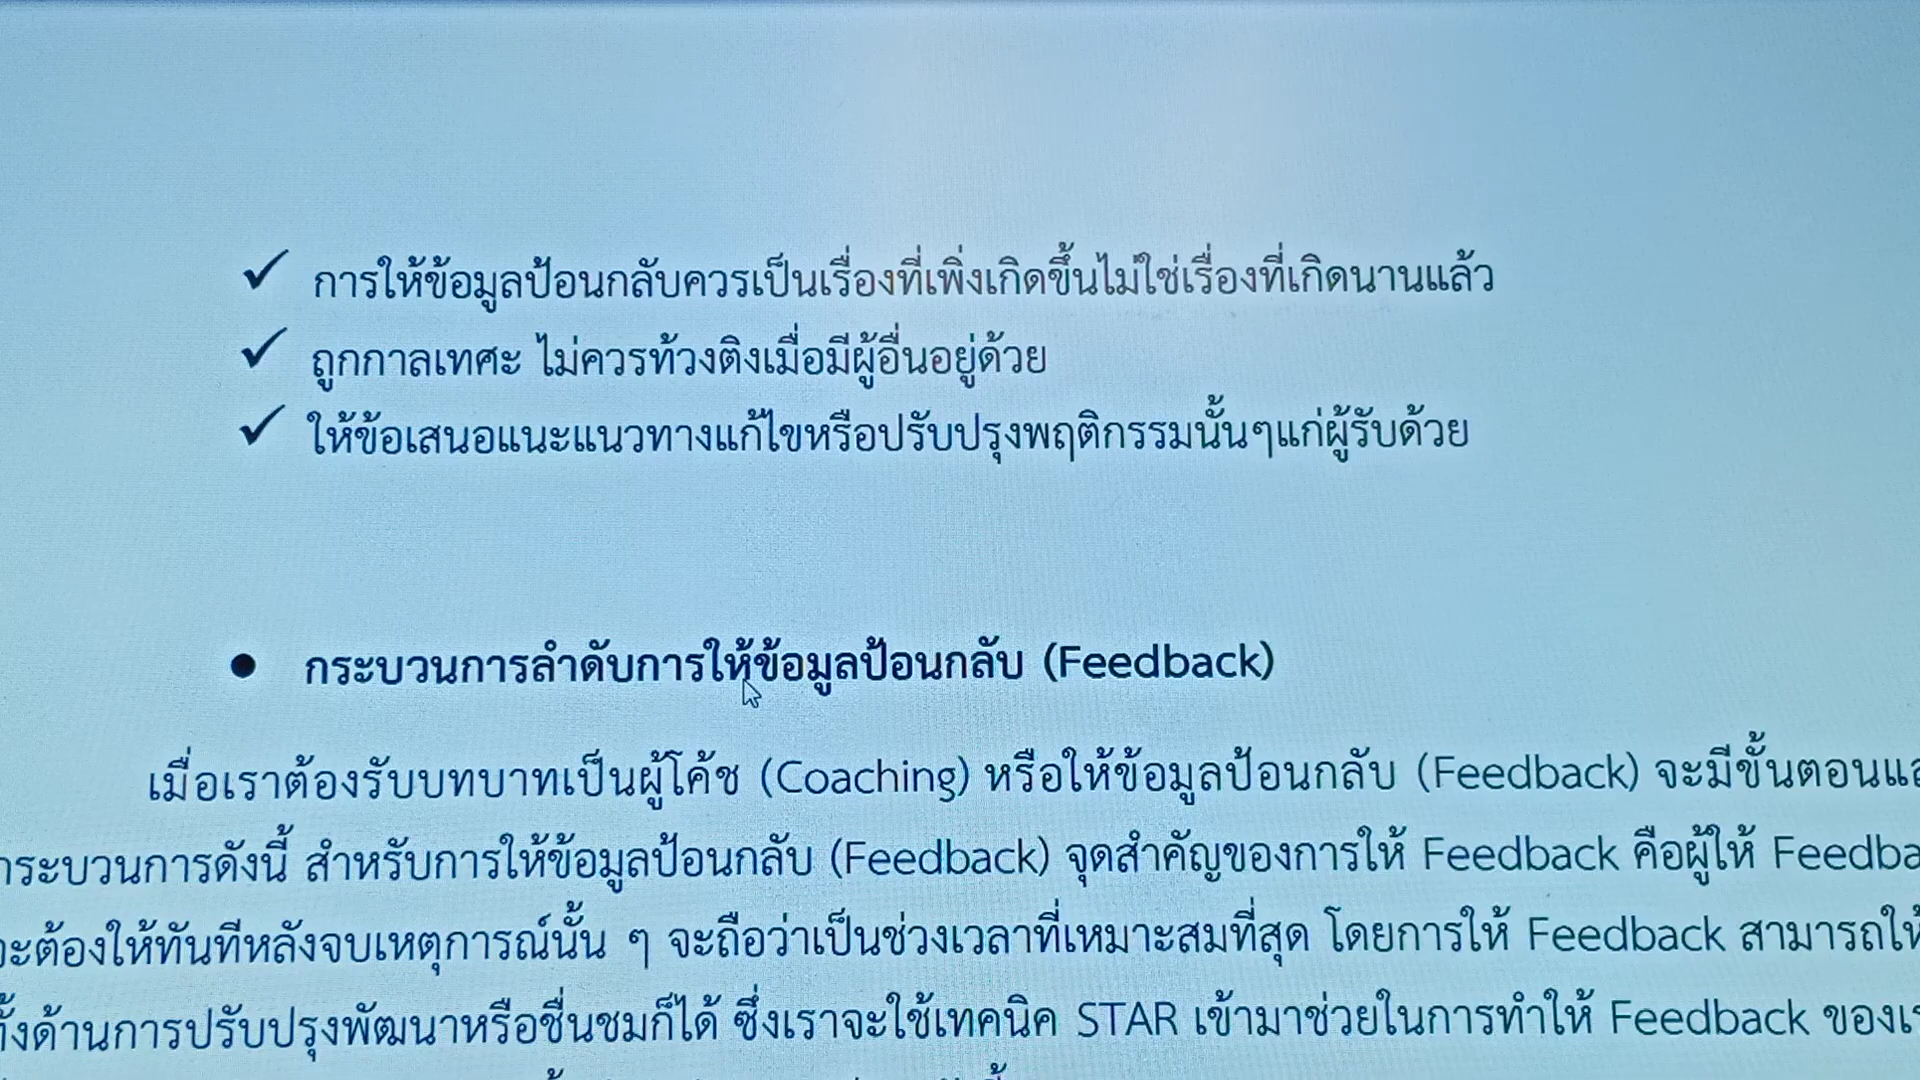 ✓ การให้ข้อมูลป้อนกลับควรเป็นเรื่องที่เพิ่งเกิดขึ้นไม่ใช่เรื่องที่เกิดนานแล้ว
✓ ถูกกาลเทศะ ไม่ควรท้วงติงเมื่อมีผู้อื่นอยู่ด้วย
✓ ให้ข้อเสนอแนะแนวทางแก้ไขหรือปรับปรุงพฤติกรรมนั้นๆแก่ผู้รับด้วย
● กระบวนการลำดับการให้ข้อมูลป้อนกลับ (Feedback)
เมื่อเราต้องรับบทบาทเป็นผู้โค้ช (Coaching) หรือให้ข้อมูลป้อนกลับ (Feedback) จะมีขั้นตอน
กระบวนการดังนี้ สำหรับการให้ข้อมูลป้อนกลับ (Feedback) จุดสำคัญของการให้ Feedback คือผู้ให้ Feedba
จะต้องให้ทันทีหลังจบเหตุการณ์นั้น ๆ จะถือว่าเป็นช่วงเวลาที่เหมาะสมที่สุด โดยการให้ Feedback สามารถให้
ทั้งด้านการปรับปรุงพัฒนาหรือชื่นชมก็ได้ ซึ่งเราจะใช้เทคนิค STAR เข้ามาช่วยในการทำให้ Feedback ของ